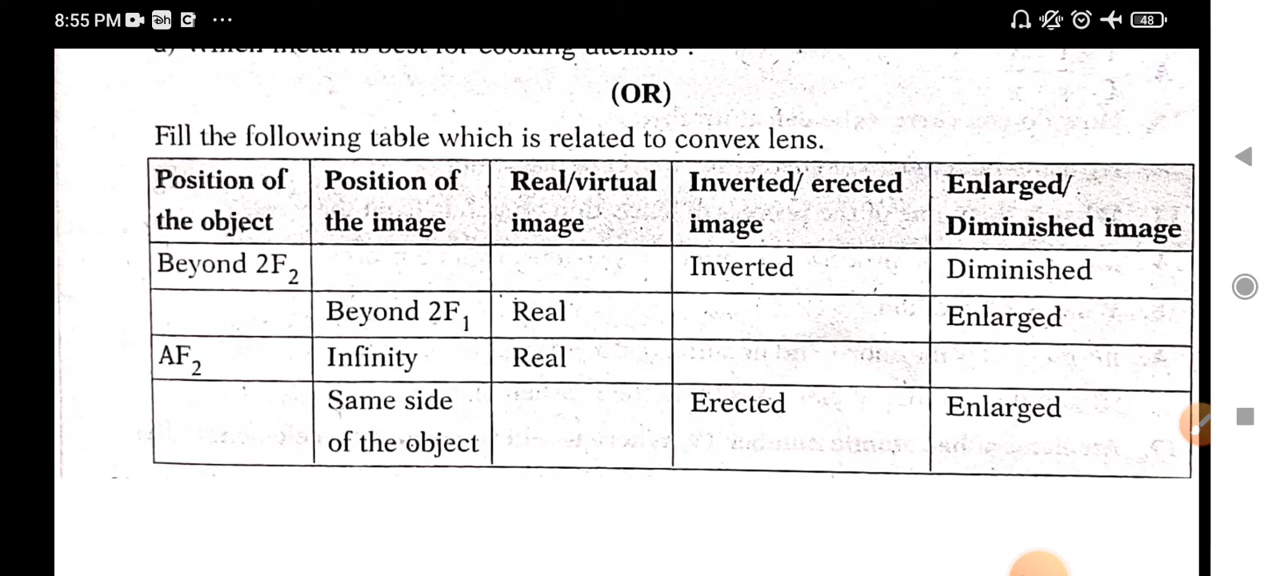 8:55 PM
48
(OR)
Fill the following table which is related to convex lens.
Position of the object | Position of the image | Real/virtual image | Inverted/ erected image | Enlarged/ Diminished image
Beyond 2F₂ | | | Inverted | Diminished
| Beyond 2F₁ | Real | | Enlarged
AF₂ | Infinity | Real | |
| Same side of the object | | Erected | Enlarged